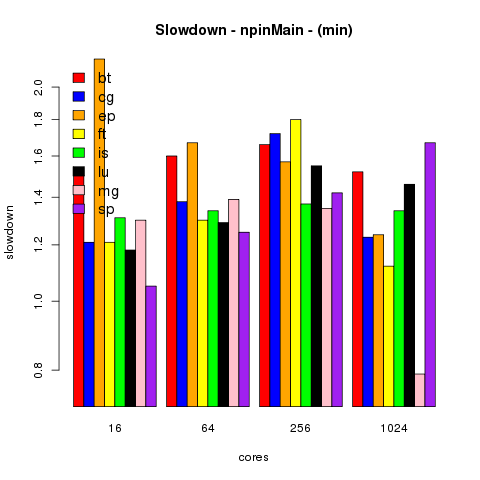 Slowdown - npinMain - (min)
2.0
1.8
1.6
1.4
1.2
1.0
0.8
slowdown
bt
cg
ep
ft
is
lu
mg
sp
16 64 256 1024
cores